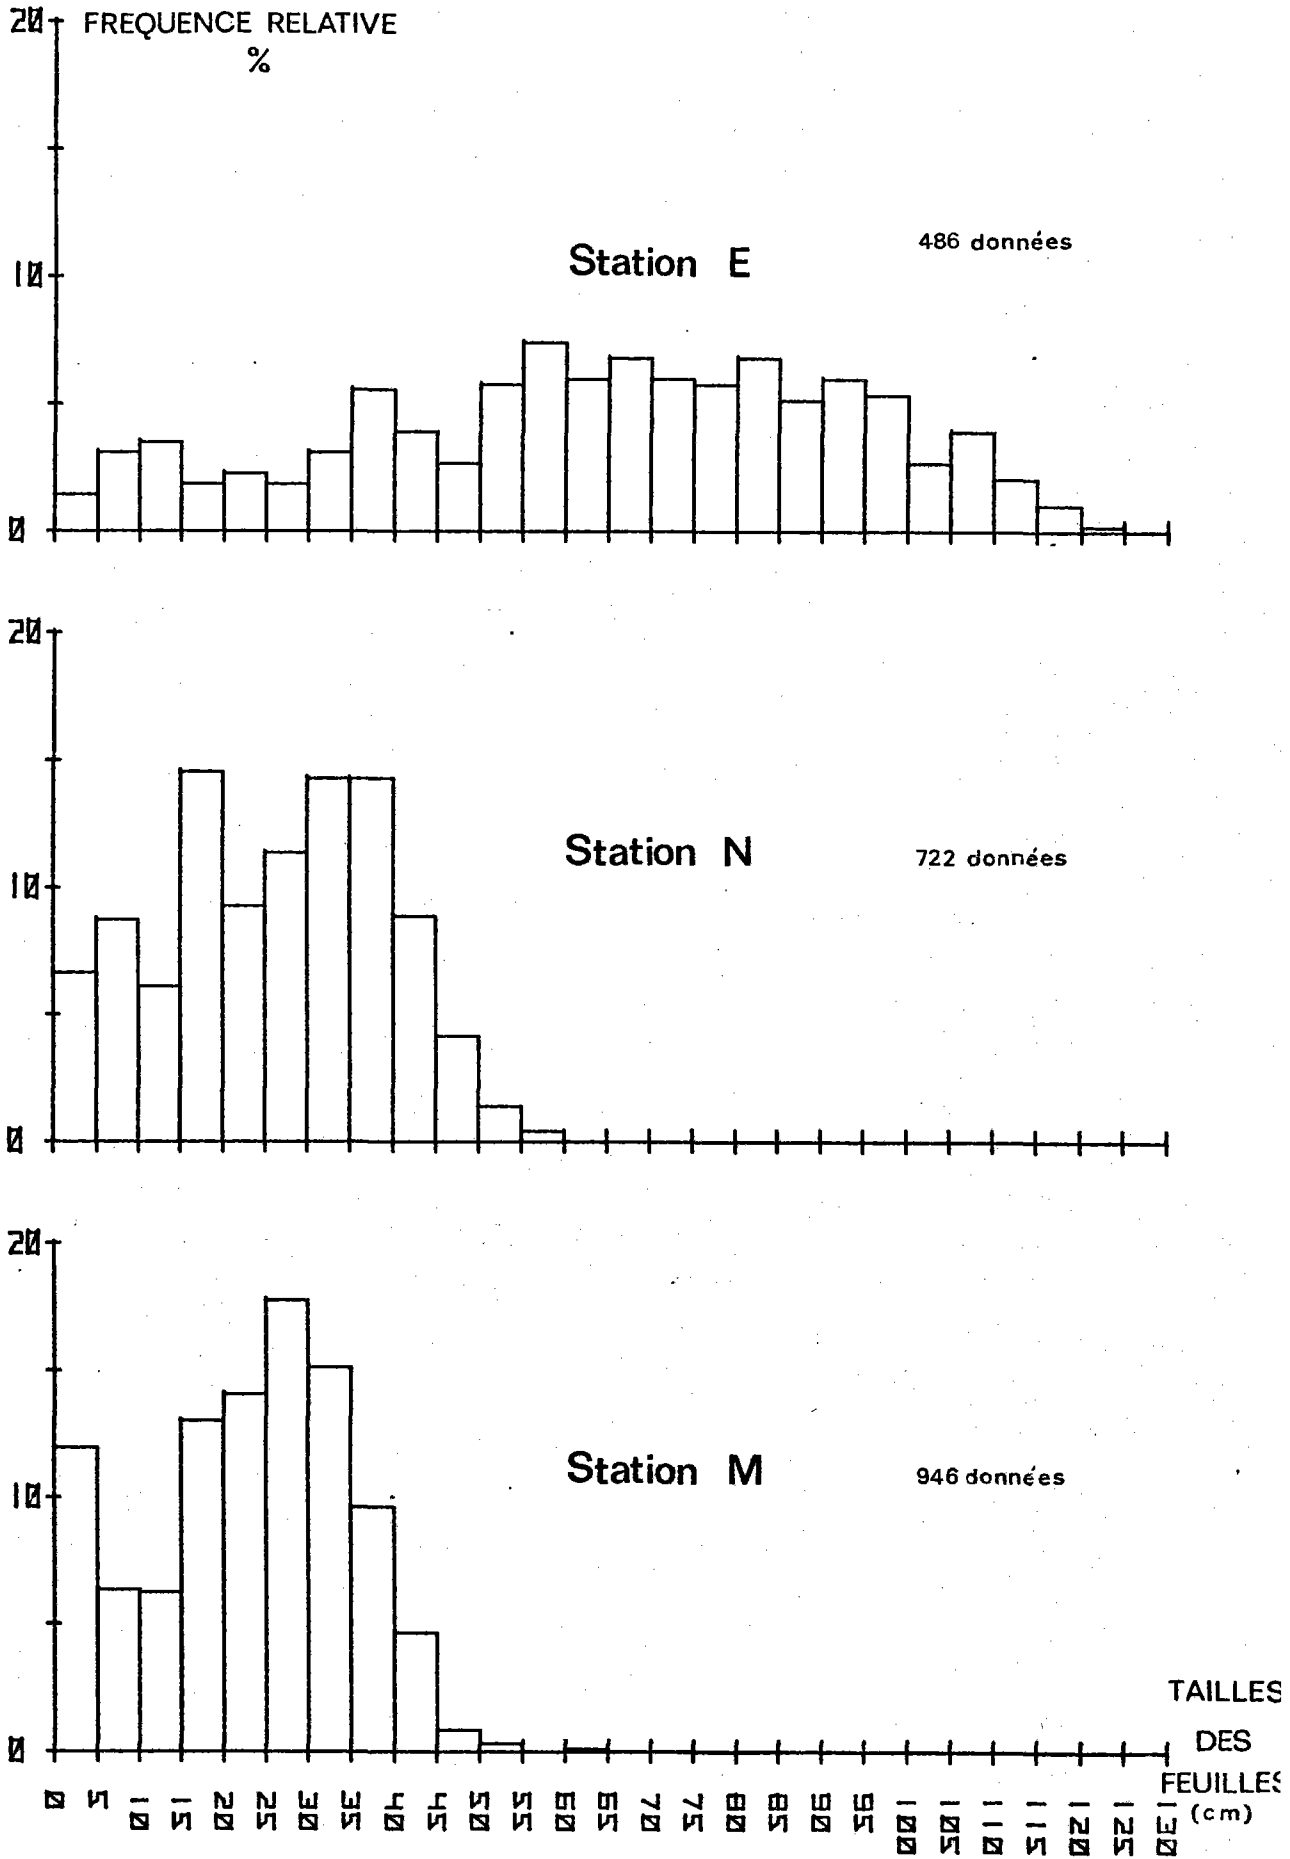 20 FREQUENCE RELATIVE
%
Station E
486 données
10
0
20
Station N
722 données
10
0
20
Station M
946 données
10
0
TAILLES
DES
FEUILLES
(cm)
0 5 10 15 20 25 30 35 40 45 50 55 60 65 70 75 80 85 90 95 100 105 110 115 120 125 130